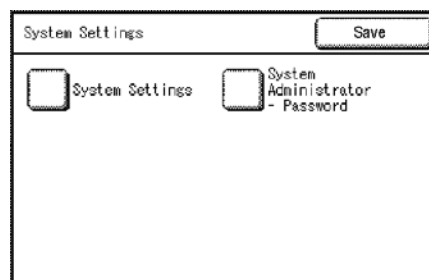 System Settings
Save
System Settings
System
Administrator
- Password